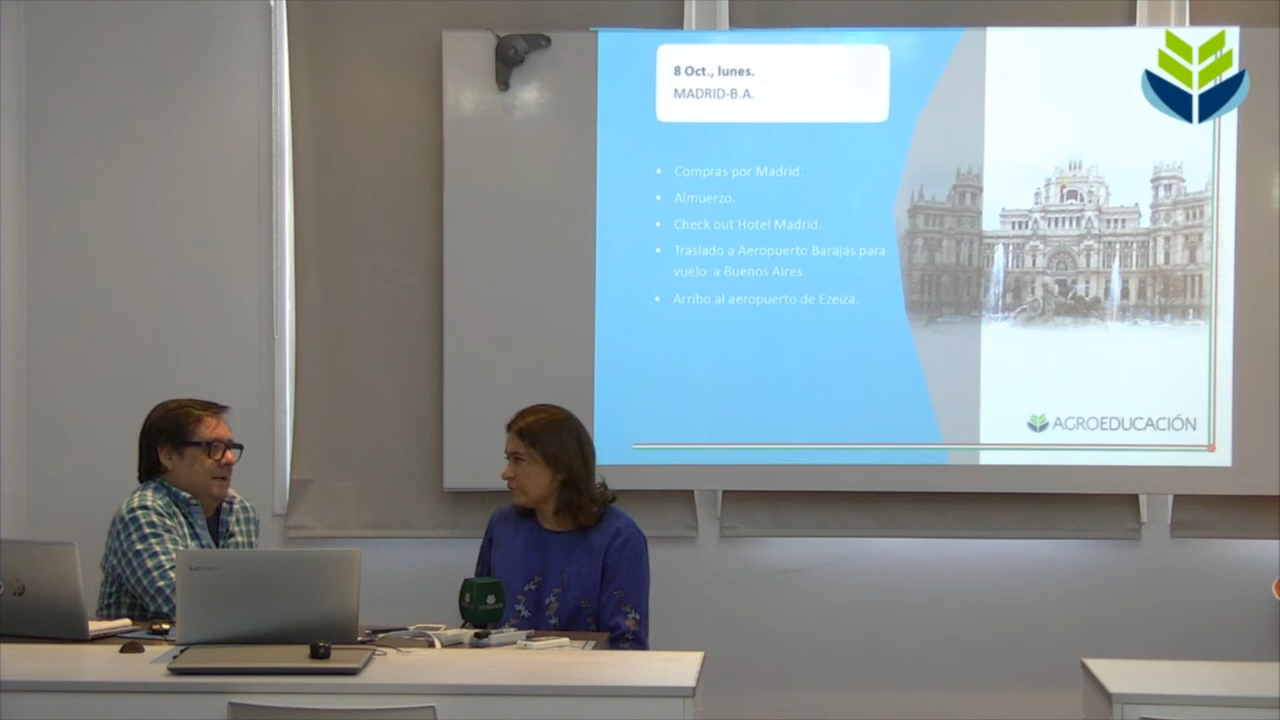 8 Oct., lunes.
MADRID-B.A.
• Compras por Madrid.
• Almuerzo.
• Check out Hotel Madrid.
• Traslado a Aeropuerto Barajas para
vuelo a Buenos Aires.
• Arribo al aeropuerto de Ezeiza.
AGROEDUCACIÓN
Lenovo